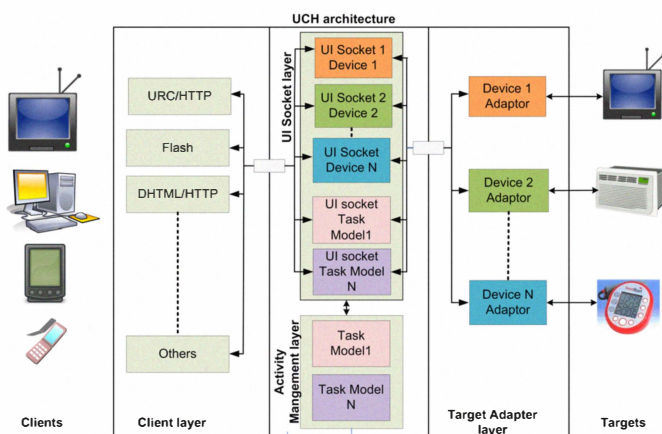 UCH architecture
UI Socket layer
UI Socket 1
Device 1
UI Socket 2
Device 2
UI Socket
Device N
UI socket
Task
Model1
UI socket
Task Model
N
URC/HTTP
Flash
DHTML/HTTP
Others
Device 1
Adaptor
Device 2
Adaptor
Device N
Adaptor
Activity
Mangement layer
Task
Model1
Task Model
N
Clients
Client layer
Target Adapter
layer
Targets